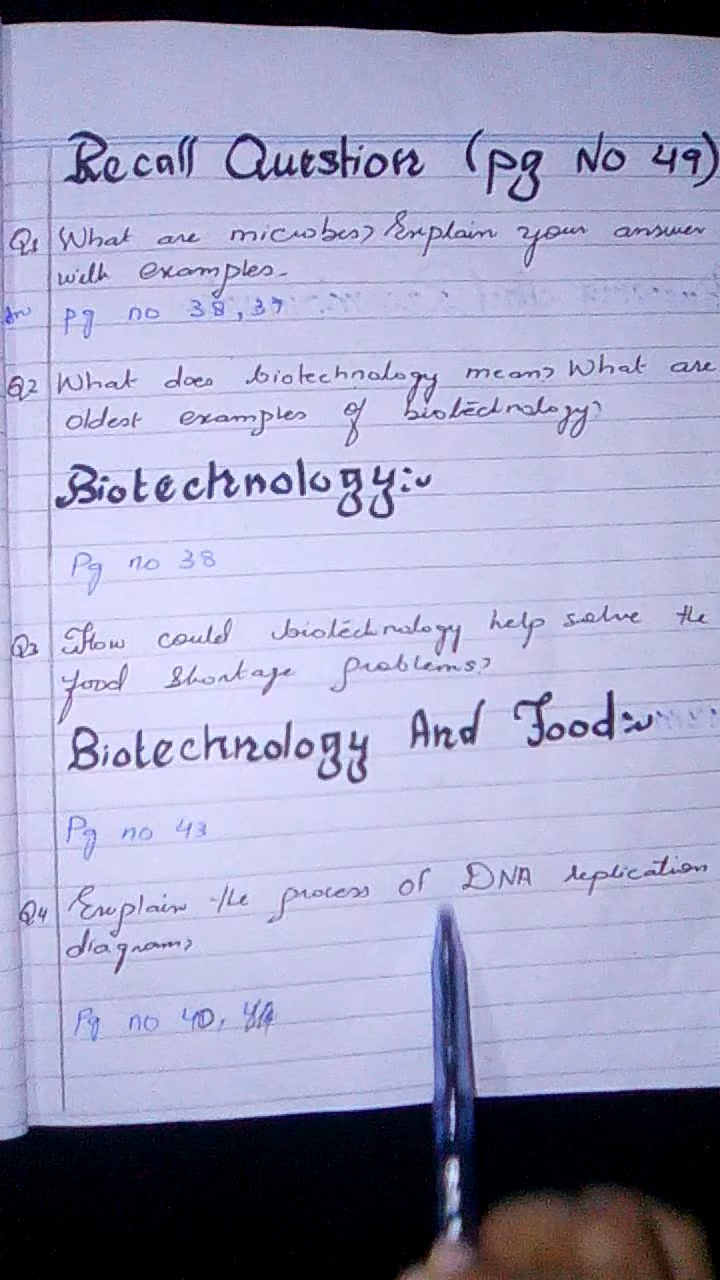 Recall Question (pg No 49)
Q1 What are microbes? Explain your answer
with examples.
Ans pg no 38, 37
Q2 What does biotechnology mean? What are
oldest examples of biotechnology?
Biotechnology:~
Pg no 38
Q3 How could biotechnology help solve the
food shortage problems?
Biotechnology And Food:~
Pg no 43
Q4 Explain the process of DNA replication
diagram?
Pg no 40,